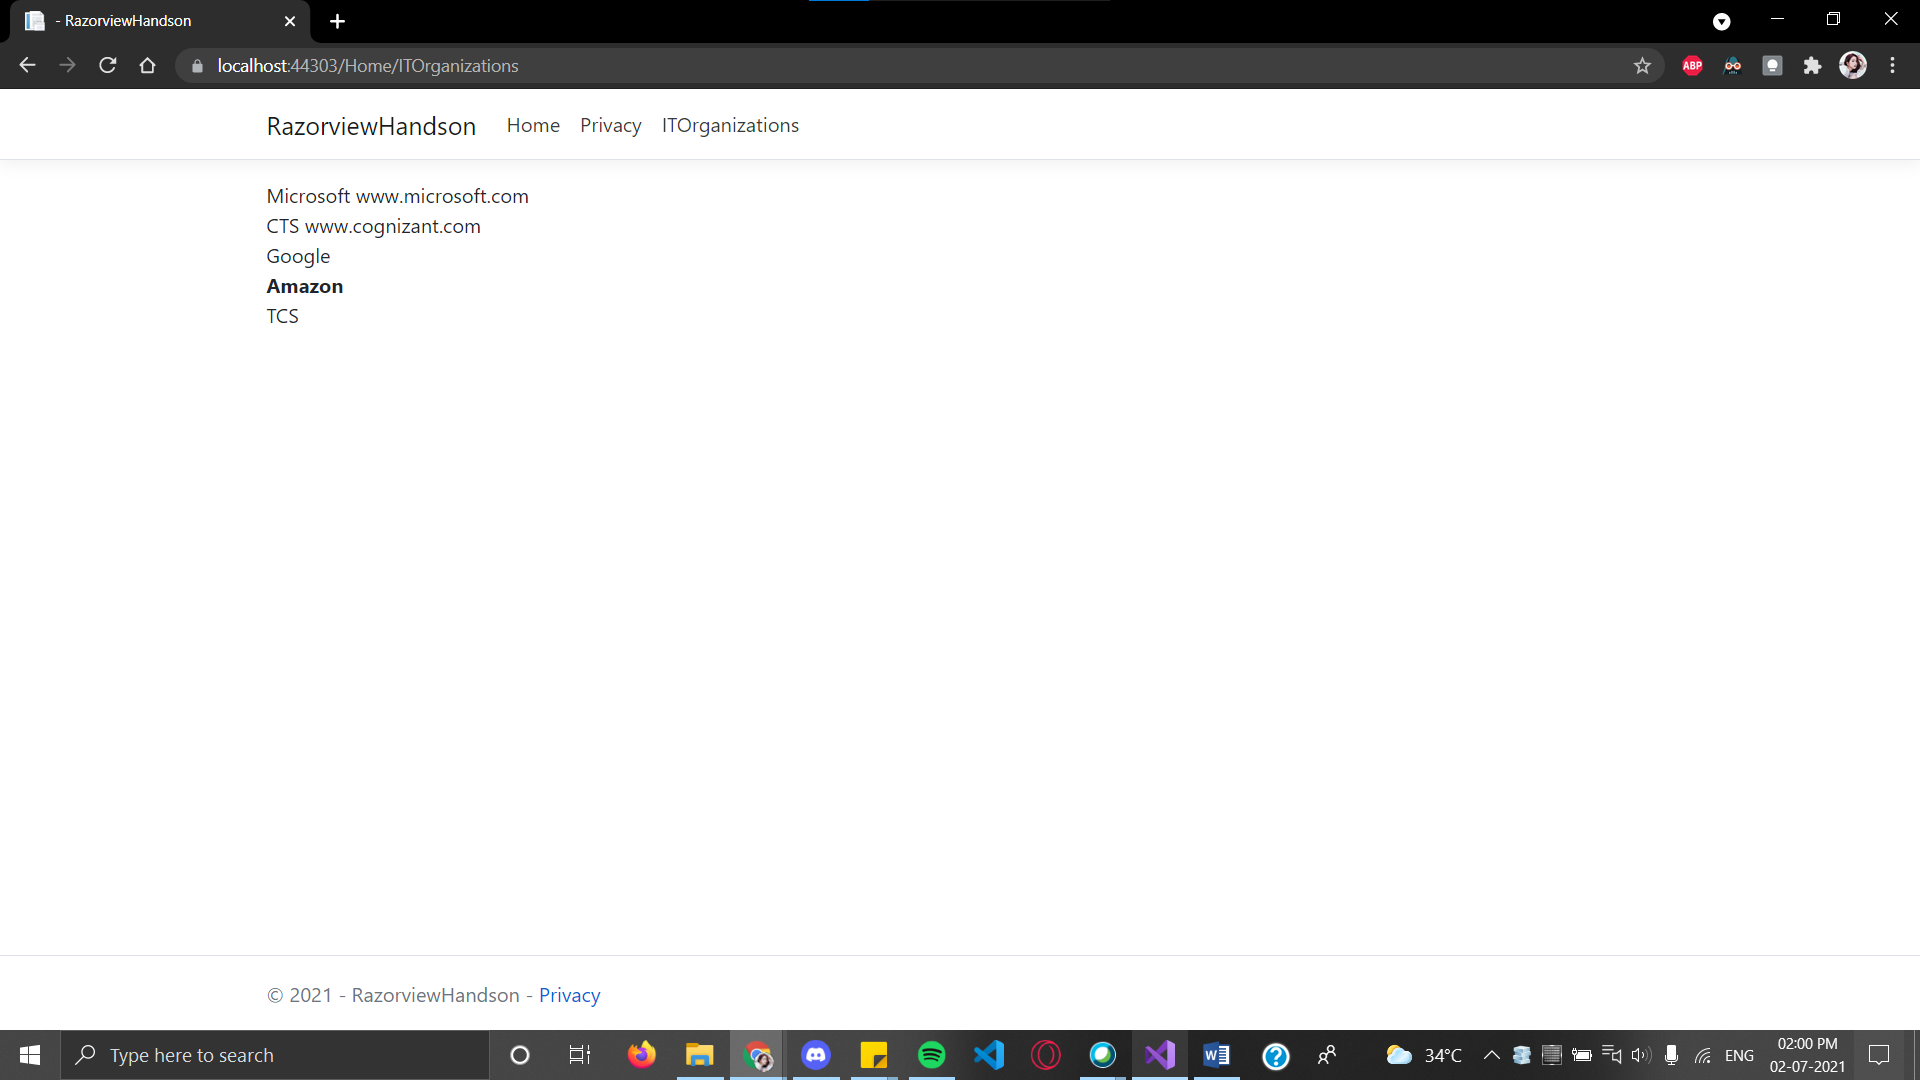 - RazorviewHandson
localhost:44303/Home/ITOrganizations
ABP
RazorviewHandson Home Privacy ITOrganizations
Microsoft www.microsoft.com
CTS www.cognizant.com
Google
Amazon
TCS
© 2021 - RazorviewHandson - Privacy
Type here to search
34°C
ENG
02:00 PM
02-07-2021